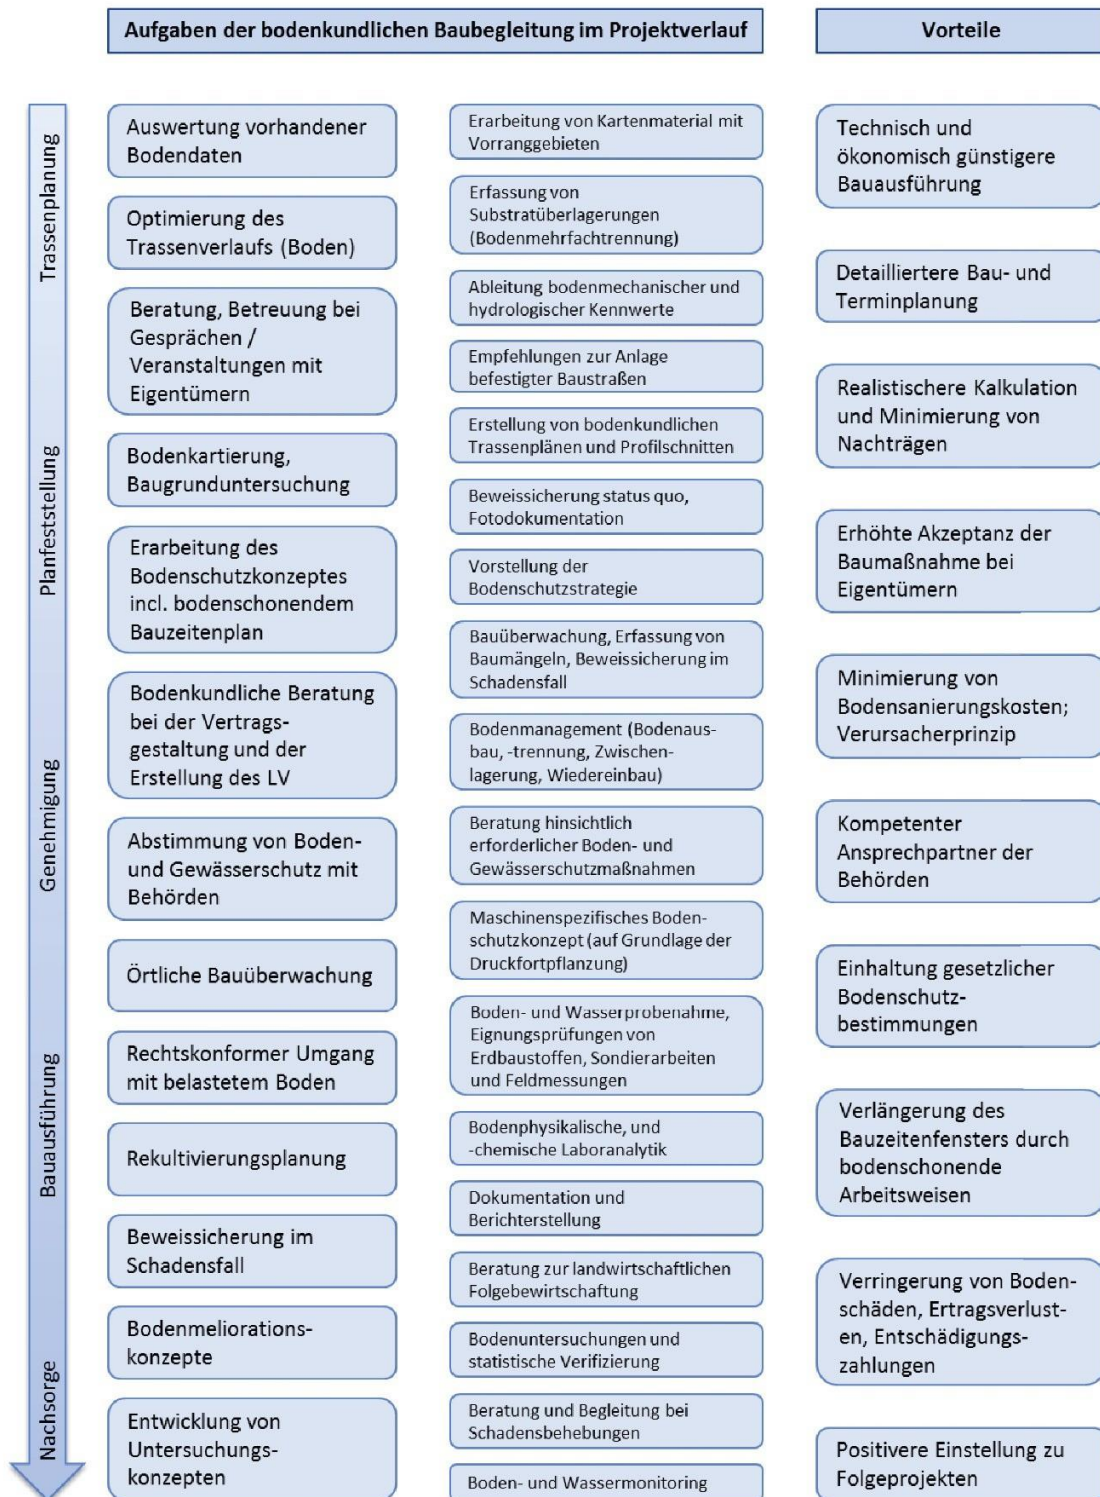 Aufgaben der bodenkundlichen Baubegleitung im Projektverlauf
Vorteile
Trassenplanung
Planfeststellung
Genehmigung
Bauausführung
Nachsorge
Auswertung vorhandener
Bodendaten
Optimierung des
Trassenverlaufs (Boden)
Beratung, Betreuung bei
Gesprächen /
Veranstaltungen mit
Eigentümern
Bodenkartierung,
Baugrunduntersuchung
Erarbeitung des
Bodenschutzkonzeptes
incl. bodenschonendem
Bauzeitenplan
Bodenkundliche Beratung
bei der Vertrags-
gestaltung und der
Erstellung des LV
Abstimmung von Boden-
und Gewässerschutz mit
Behörden
Örtliche Bauüberwachung
Rechtskonformer Umgang
mit belastetem Boden
Rekultivierungsplanung
Beweissicherung im
Schadensfall
Bodenmeliorations-
konzepte
Entwicklung von
Untersuchungs-
konzepten
Erarbeitung von Kartenmaterial mit
Vorranggebieten
Erfassung von
Substratüberlagerungen
(Bodenmehrfachtrennung)
Ableitung bodenmechanischer und
hydrologischer Kennwerte
Empfehlungen zur Anlage
befestigter Baustraßen
Erstellung von bodenkundlichen
Trassenplänen und Profilschnitten
Beweissicherung status quo,
Fotodokumentation
Vorstellung der
Bodenschutzstrategie
Bauüberwachung, Erfassung von
Baumängeln, Beweissicherung im
Schadensfall
Bodenmanagement (Bodenaus-
bau, -trennung, Zwischen-
lagerung, Wiedereinbau)
Beratung hinsichtlich
erforderlicher Boden- und
Gewässerschutzmaßnahmen
Maschinenspezifisches Boden-
schutzkonzept (auf Grundlage der
Druckfortpflanzung)
Boden- und Wasserprobenahme,
Eignungsprüfungen von
Erdbaustoffen, Sondierarbeiten
und Feldmessungen
Bodenphysikalische, und
-chemische Laboranalytik
Dokumentation und
Berichterstellung
Beratung zur landwirtschaftlichen
Folgebewirtschaftung
Bodenuntersuchungen und
statistische Verifizierung
Beratung und Begleitung bei
Schadensbehebungen
Boden- und Wassermonitoring
Technisch und
ökonomisch günstigere
Bauausführung
Detailliertere Bau- und
Terminplanung
Realistischere Kalkulation
und Minimierung von
Nachträgen
Erhöhte Akzeptanz der
Baumaßnahme bei
Eigentümern
Minimierung von
Bodensanierungskosten;
Verursacherprinzip
Kompetenter
Ansprechpartner der
Behörden
Einhaltung gesetzlicher
Bodenschutz-
bestimmungen
Verlängerung des
Bauzeitenfensters durch
bodenschonende
Arbeitsweisen
Verringerung von Boden-
schäden, Ertragsverlust-
en, Entschädigungs-
zahlungen
Positivere Einstellung zu
Folgeprojekten